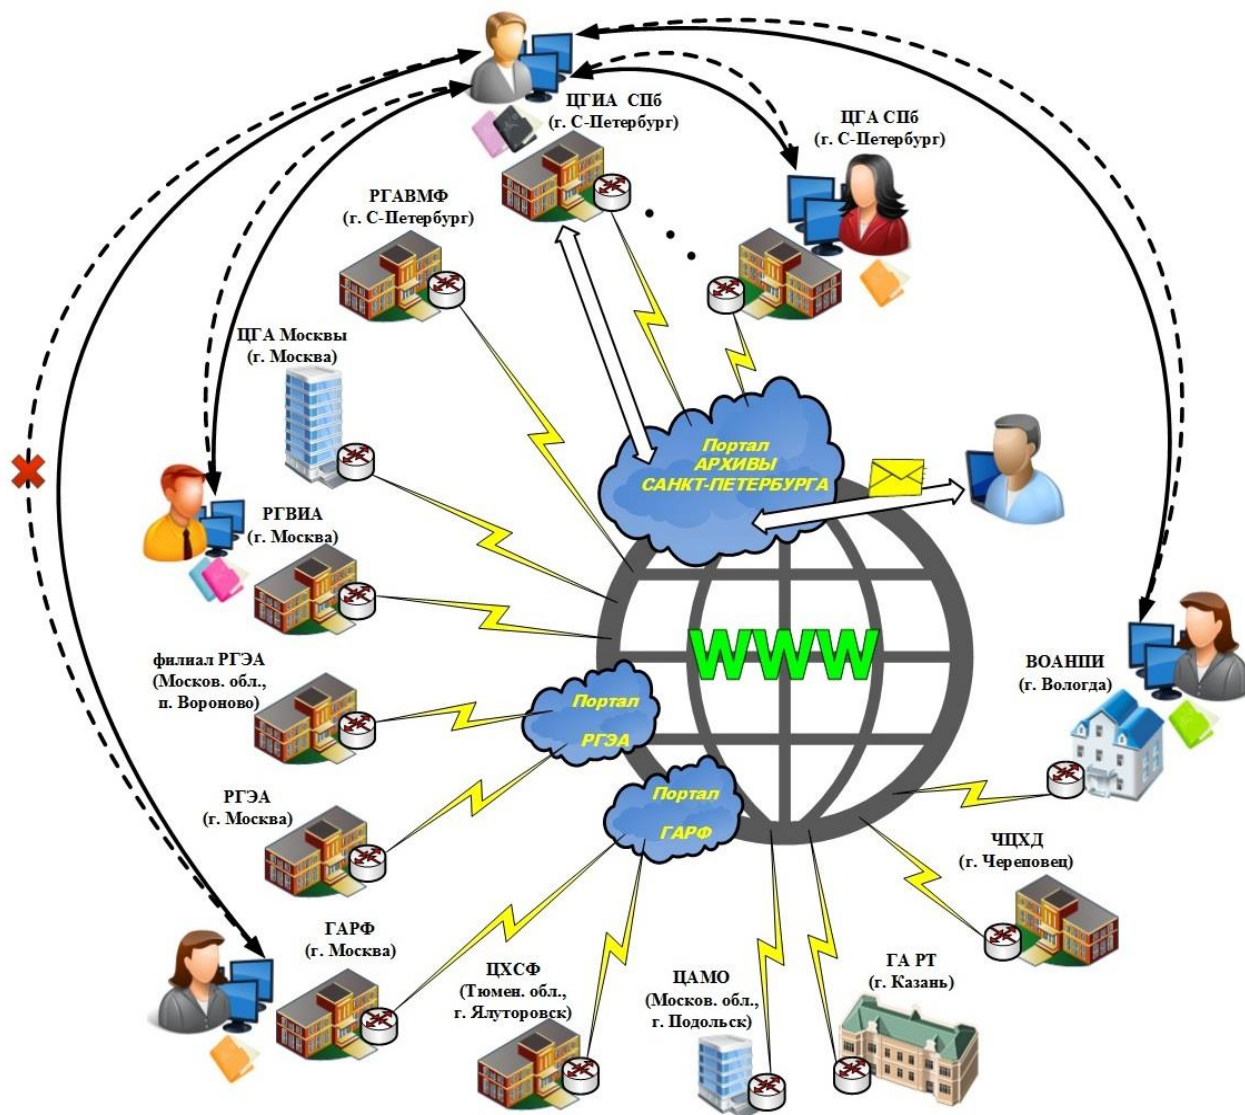 ЦГИА СПб
(г. С-Петербург)
ЦГА СПб
(г. С-Петербург)
РГАВМФ
(г. С-Петербург)
ЦГА Москвы
(г. Москва)
Портал
АРХИВЫ
САНКТ-ПЕТЕРБУРГА
РГВИА
(г. Москва)
WWW
филиал РГЭА
(Москов. обл.,
п. Вороново)
Портал
РГЭА
ВОАНПИ
(г. Вологда)
РГЭА
(г. Москва)
Портал
ГАРФ
ЧЦХД
(г. Череповец)
ГАРФ
(г. Москва)
ЦХСФ
(Тюмен. обл.,
г. Ялуторовск)
ЦАМО
(Москов. обл.,
г. Подольск)
ГА РТ
(г. Казань)